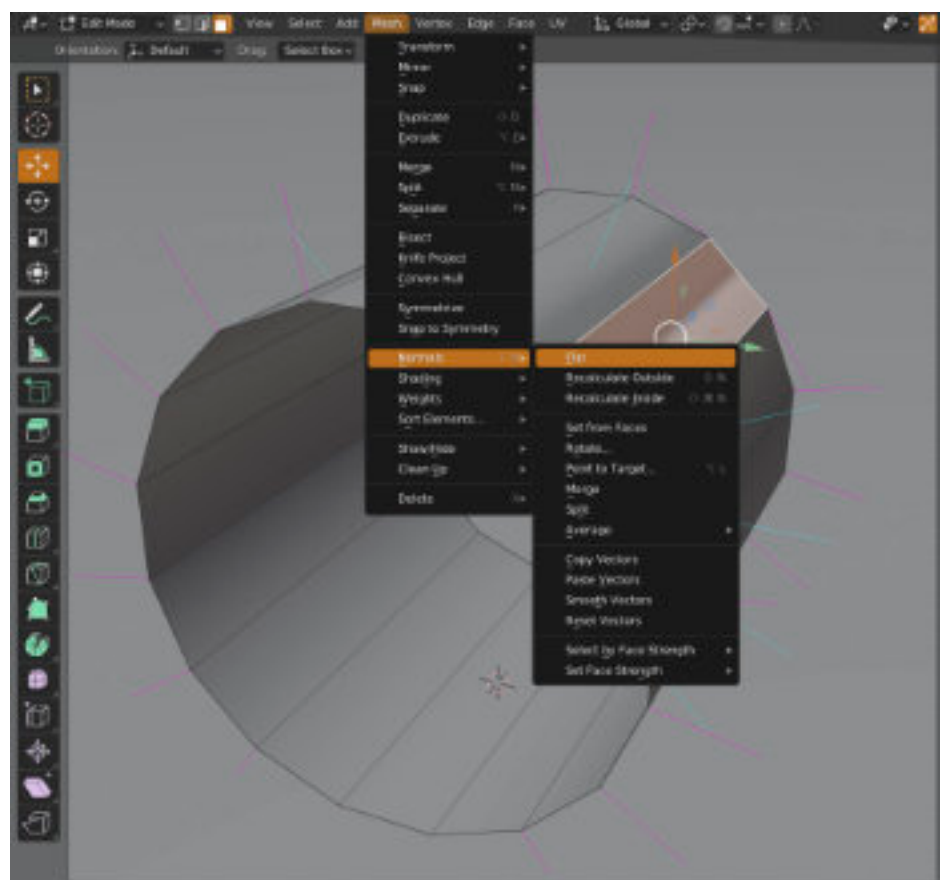 Edit Mode View Select Add Mesh Vertex Edge Face UV Global
Orientation: Default Drag: Select Box
Transform
Mirror
Snap
Duplicate
Extrude
Merge
Split
Separate
Bisect
Knife Project
Convex Hull
Symmetrize
Snap to Symmetry
Normals
Shading
Weights
Sort Elements...
Show/Hide
Clean Up
Delete
Flip
Recalculate Outside
Recalculate Inside
Set from Faces
Rotate...
Point to Target...
Merge
Split
Average
Copy Vectors
Paste Vectors
Smooth Vectors
Reset Vectors
Select by Face Strength
Set Face Strength